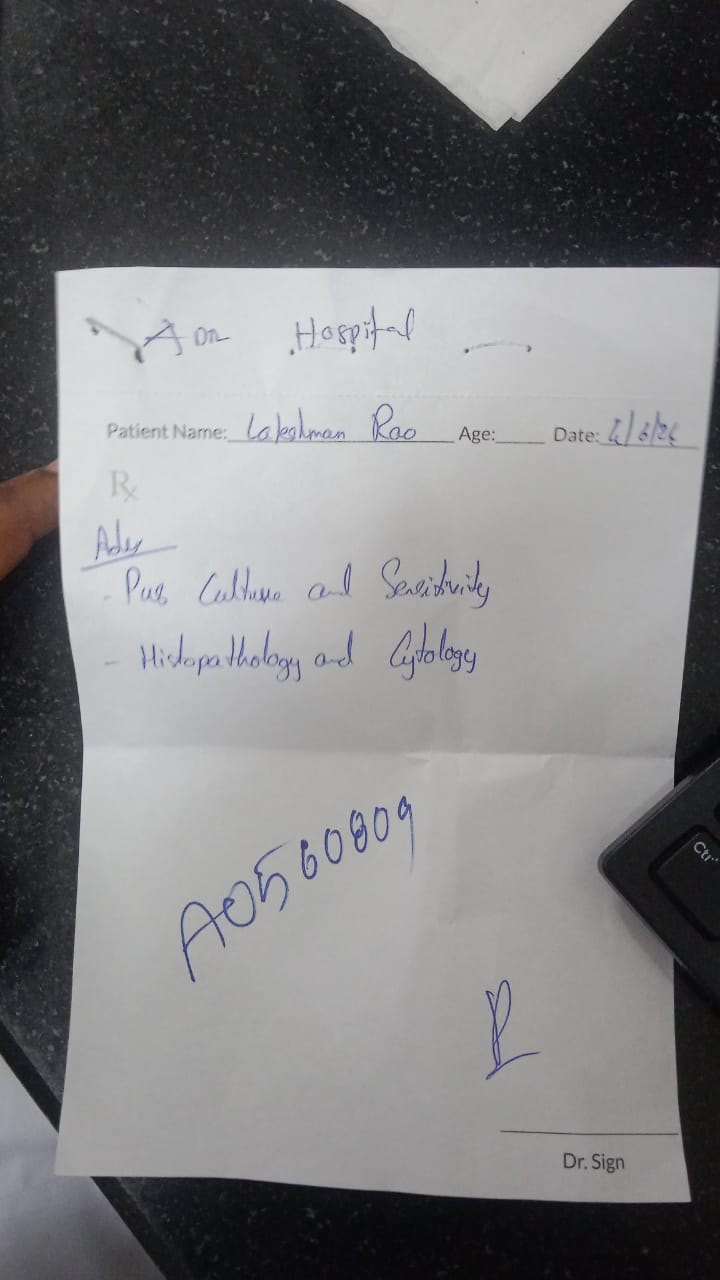 Hospital
Patient Name: Lakshman Rao Age: Date:
Rx
Adv
- Pus Culture and Sensitivity
- Histopathology and Cytology
A0560809
Dr. Sign
Ctrl